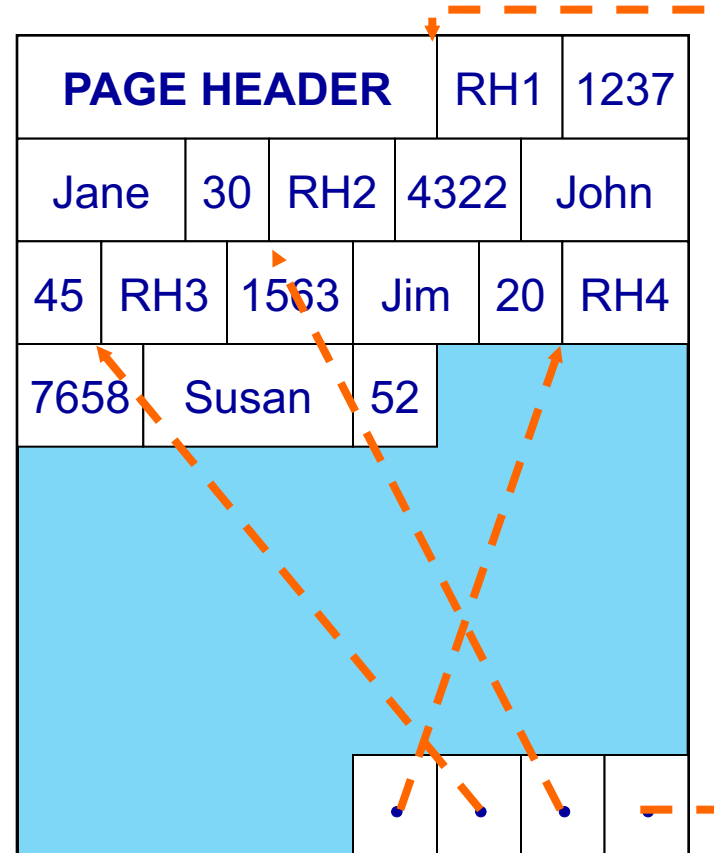 PAGE HEADER RH1 1237
Jane 30 RH2 4322 John
45 RH3 1563 Jim 20 RH4
7658 Susan 52